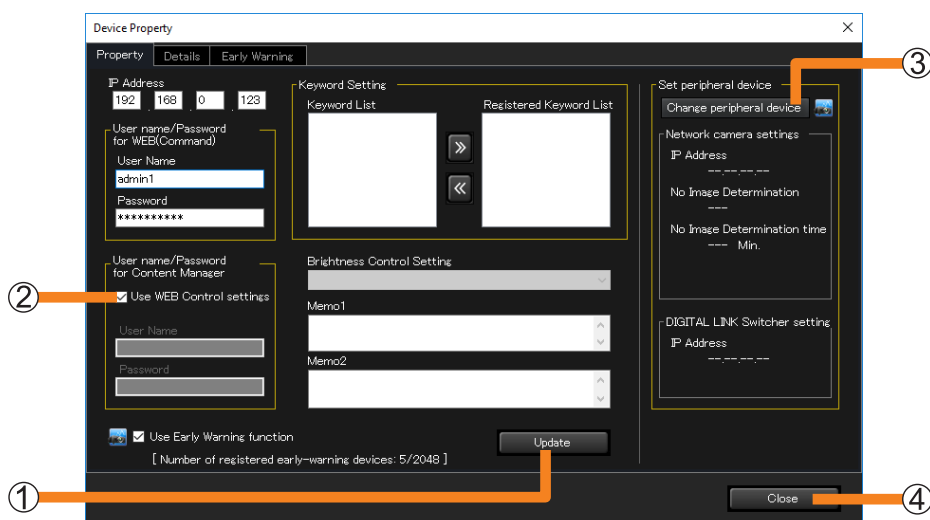 Device Property
Property Details Early Warning
IP Address
192 . 168 . 0 . 123
User name/Password
for WEB(Command)
User Name
admin1
Password
**********
User name/Password
for Content Manager
Use WEB Control settings
User Name
Password
Keyword Setting
Keyword List Registered Keyword List
Brightness Control Setting
Memo1
Memo2
Set peripheral device
Change peripheral device
Network camera settings
IP Address
--.--.--.--
No Image Determination
---
No Image Determination time
--- Min.
DIGITAL LINK Switcher setting
IP Address
--.--.--.--
Use Early Warning function
[ Number of registered early-warning devices: 5/2048 ]
Update
Close
1
2
3
4